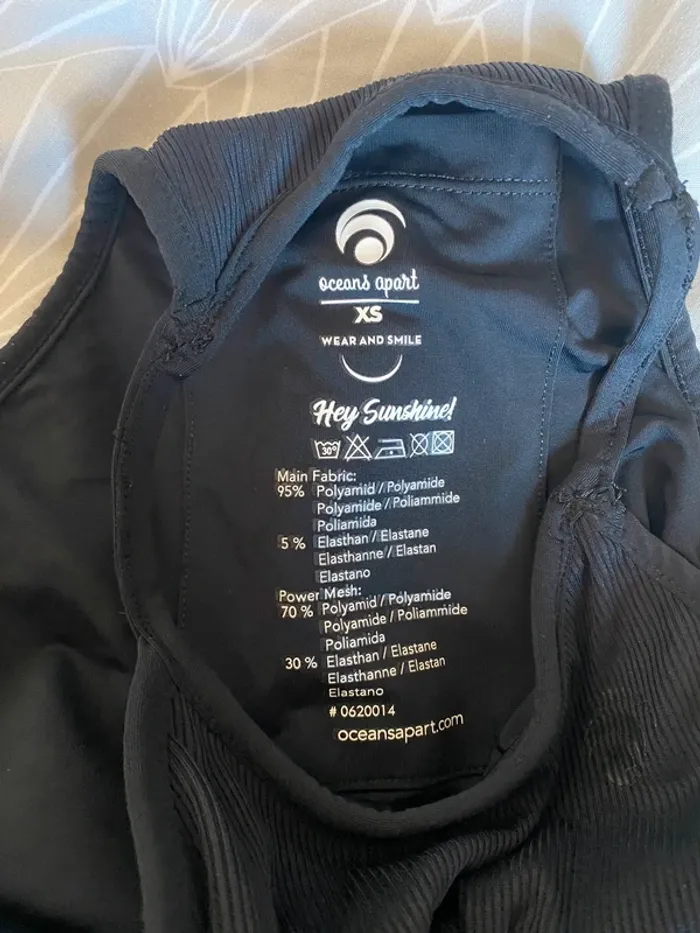 oceans apart
XS
WEAR AND SMILE
Hey Sunshine!
30°
Main Fabric:
95% Polyamid / Polyamide
Polyamide / Poliammide
Poliamida
5 % Elasthan / Elastane
Elasthanne / Elastan
Elastano
Power Mesh:
70 % Polyamid / Polyamide
Polyamide / Poliammide
Poliamida
30 % Elasthan / Elastane
Elasthanne / Elastan
Elastano
# 0620014
oceansapart.com